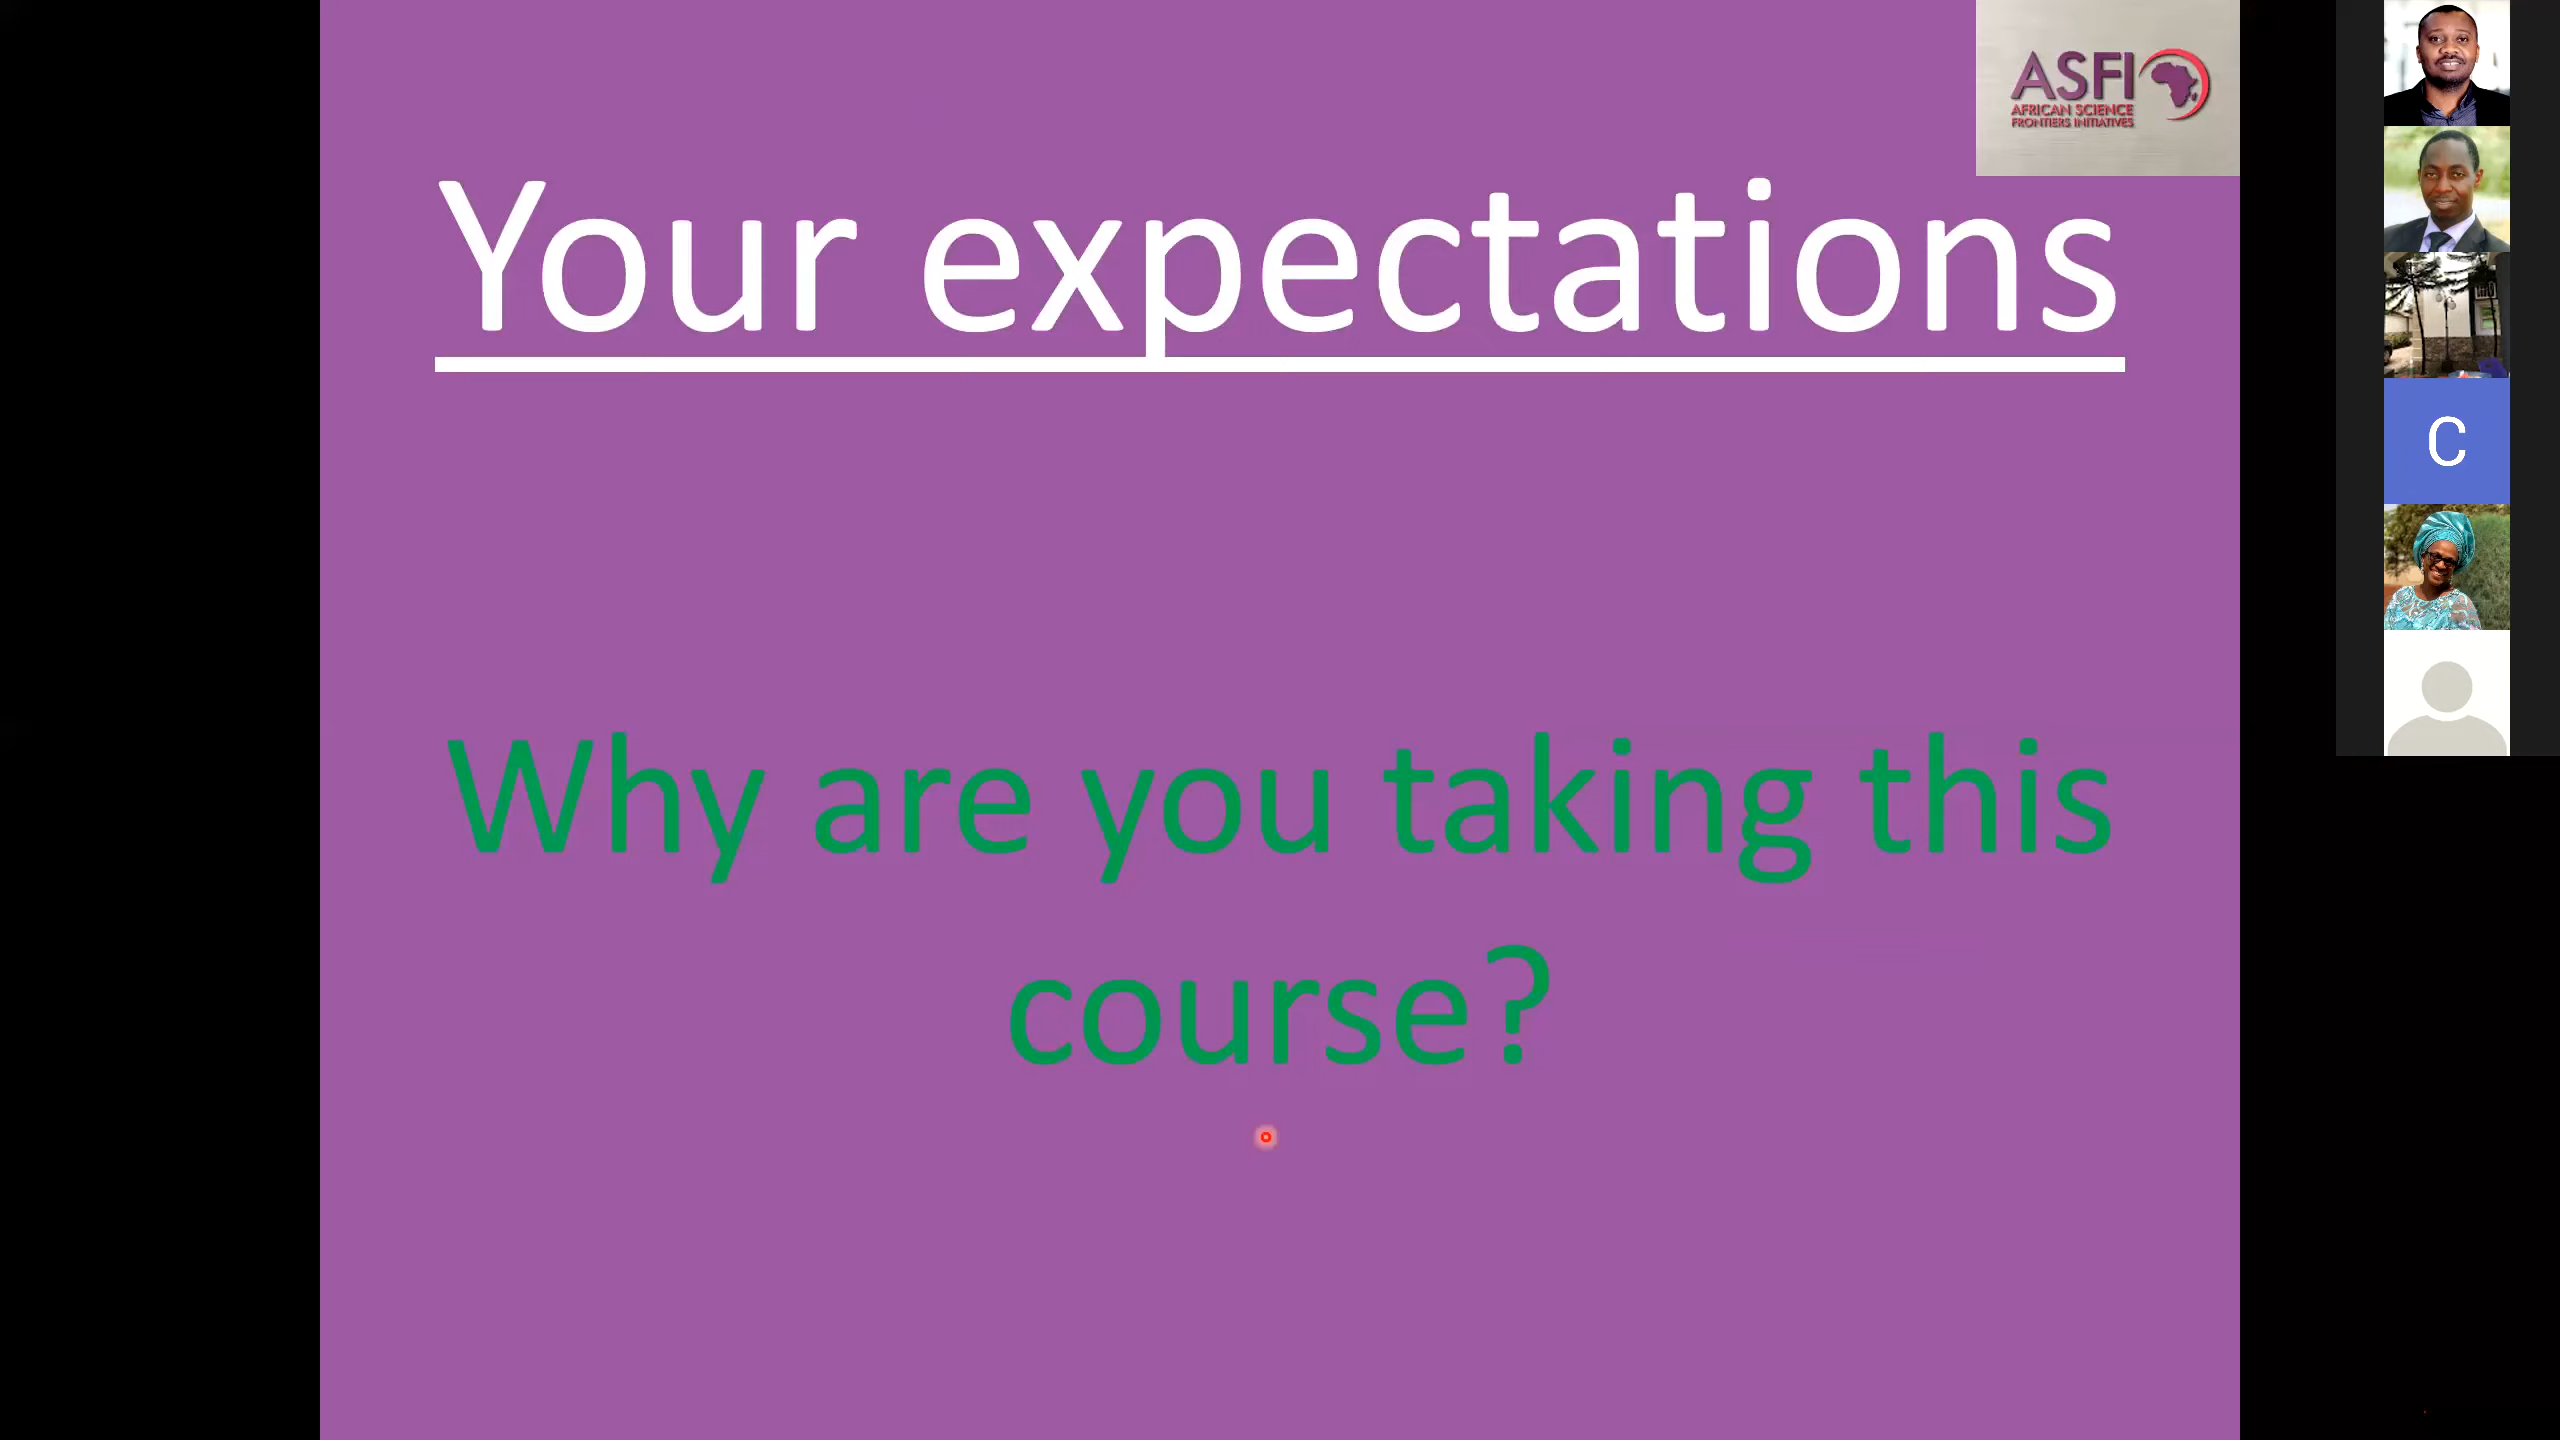 ASFI
AFRICAN SCIENCE
FRONTIERS INITIATIVES
Your expectations
Why are you taking this
course?
C